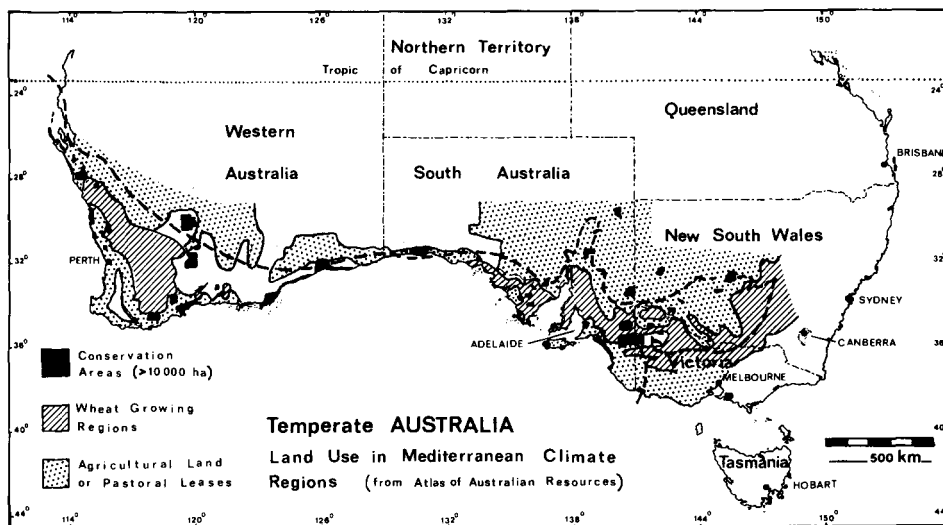 114° 120° 126° 132° 138° 144° 150°
Northern Territory
Tropic of Capricorn
24° 24°
Queensland
Western
Australia
South Australia
BRISBANE
28° 28°
New South Wales
PERTH
32° 32°
SYDNEY
ADELAIDE
CANBERRA
36° 36°
Victoria
MELBOURNE
Conservation
Areas (>10 000 ha)
Wheat Growing
Regions
Agricultural Land
or Pastoral Leases
Temperate AUSTRALIA
Land Use in Mediterranean Climate
Regions (from Atlas of Australian Resources)
40° 40
500 km
Tasmania
HOBART
44° 44
114° 120° 126° 132° 138° 144° 150°